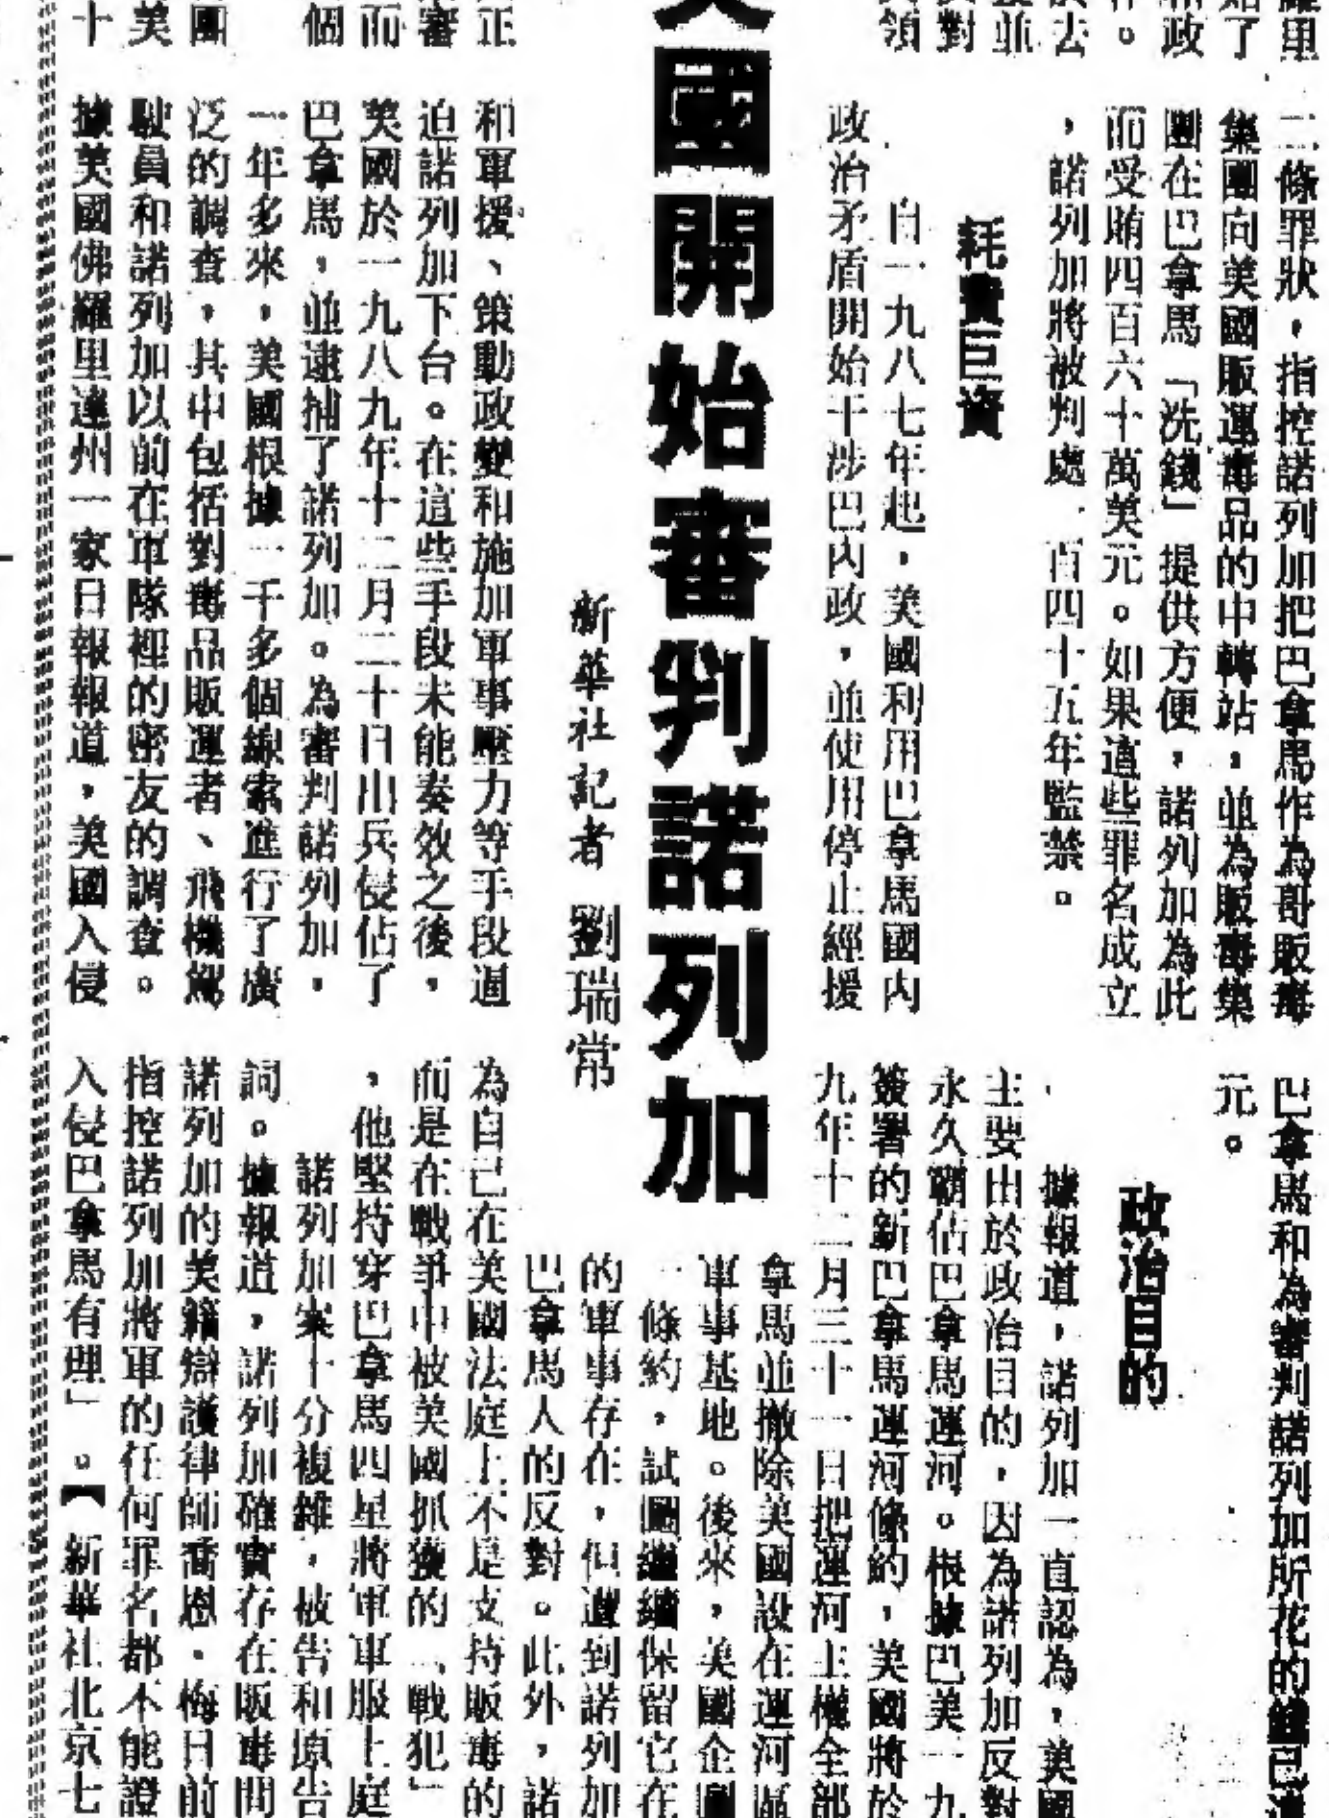 羅里
始了
政
作。
於去
並
對
領
二條罪狀，指控諾列加把巴拿馬作為哥販毒
集團向美國販運毒品的中轉站，並為販毒集
團在巴拿馬「洗錢」提供方便，諾列加為此
而受賄四百六十萬美元。如果這些罪名成立
，諾列加將被判處一百四十五年監禁。
耗費巨資
自一九八七年起，美國利用巴拿馬國內
政治矛盾開始干涉巴內政，並使用停止經援
國開始審判諾列加
新華社記者 劉瑞常
正
審
而
個
團
美
十
和軍援、策動政變和施加軍事壓力等手段逼
迫諾列加下台。在這些手段未能奏效之後，
美國於一九八九年十二月二十日出兵侵佔了
巴拿馬，並逮捕了諾列加。為審判諾列加，
一年多來，美國根據一千多個線索進行了廣
泛的調查，其中包括對毒品販運者、飛機駕
駛員和諾列加以前在軍隊裡的密友的調查。
據美國佛羅里達州一家日報報道，美國入侵
巴拿馬和為審判諾列加所花的錢已達
元。
政治目的
據報道，諾列加一直認為，美國
主要由於政治目的，因為諾列加反對
永久霸佔巴拿馬運河。根據巴美一九
簽署的新巴拿馬運河條約，美國將於
九年十二月三十一日把運河主權全部
拿馬並撤除美國設在運河區
軍事基地。後來，美國企圖
條約，試圖繼續保留它在
的軍事存在，但遭到諾列加
巴拿馬人的反對。此外，諾
為自己在美國法庭上不是支持販毒的
而是在戰爭中被美國抓獲的「戰犯」
，他堅持穿巴拿馬四星將軍軍服上庭
諾列加案十分複雜，被告和原告
詞。據報道，諾列加確實存在販毒問
諾列加的美籍辯護律師喬恩·梅日前
指控諾列加將軍的任何罪名都不能證
入侵巴拿馬有理」。【新華社北京七